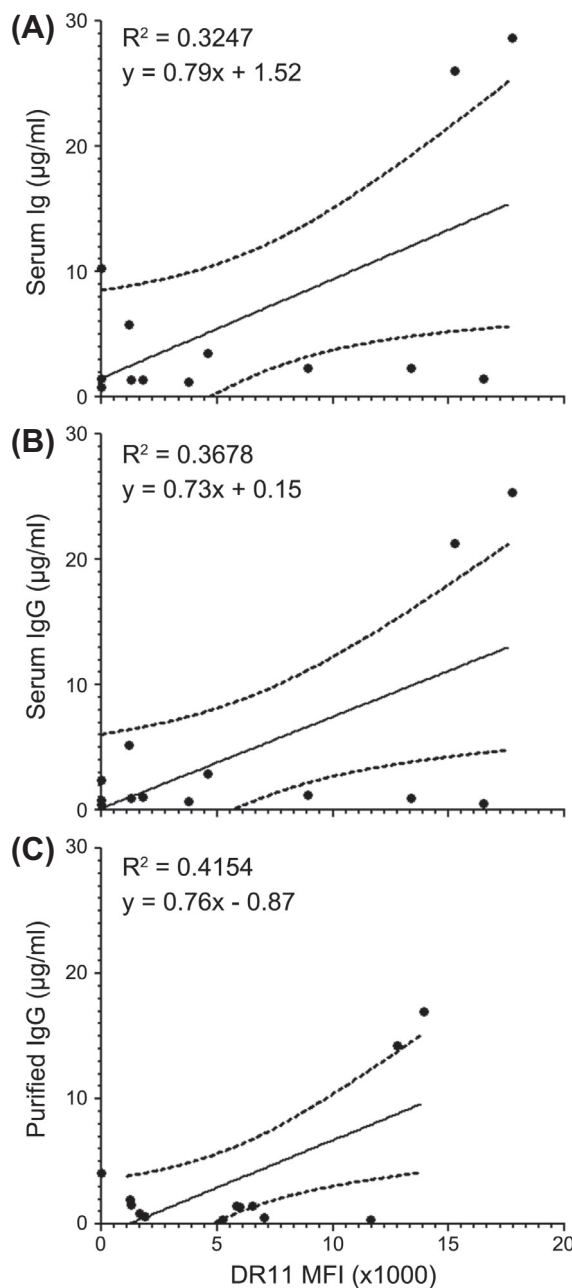 (A)
R² = 0.3247
y = 0.79x + 1.52
30
20
10
0
Serum Ig (µg/ml)
(B)
R² = 0.3678
y = 0.73x + 0.15
30
20
10
0
Serum IgG (µg/ml)
(C)
R² = 0.4154
y = 0.76x - 0.87
30
20
10
0
Purified IgG (µg/ml)
0 5 10 15 20
DR11 MFI (x1000)